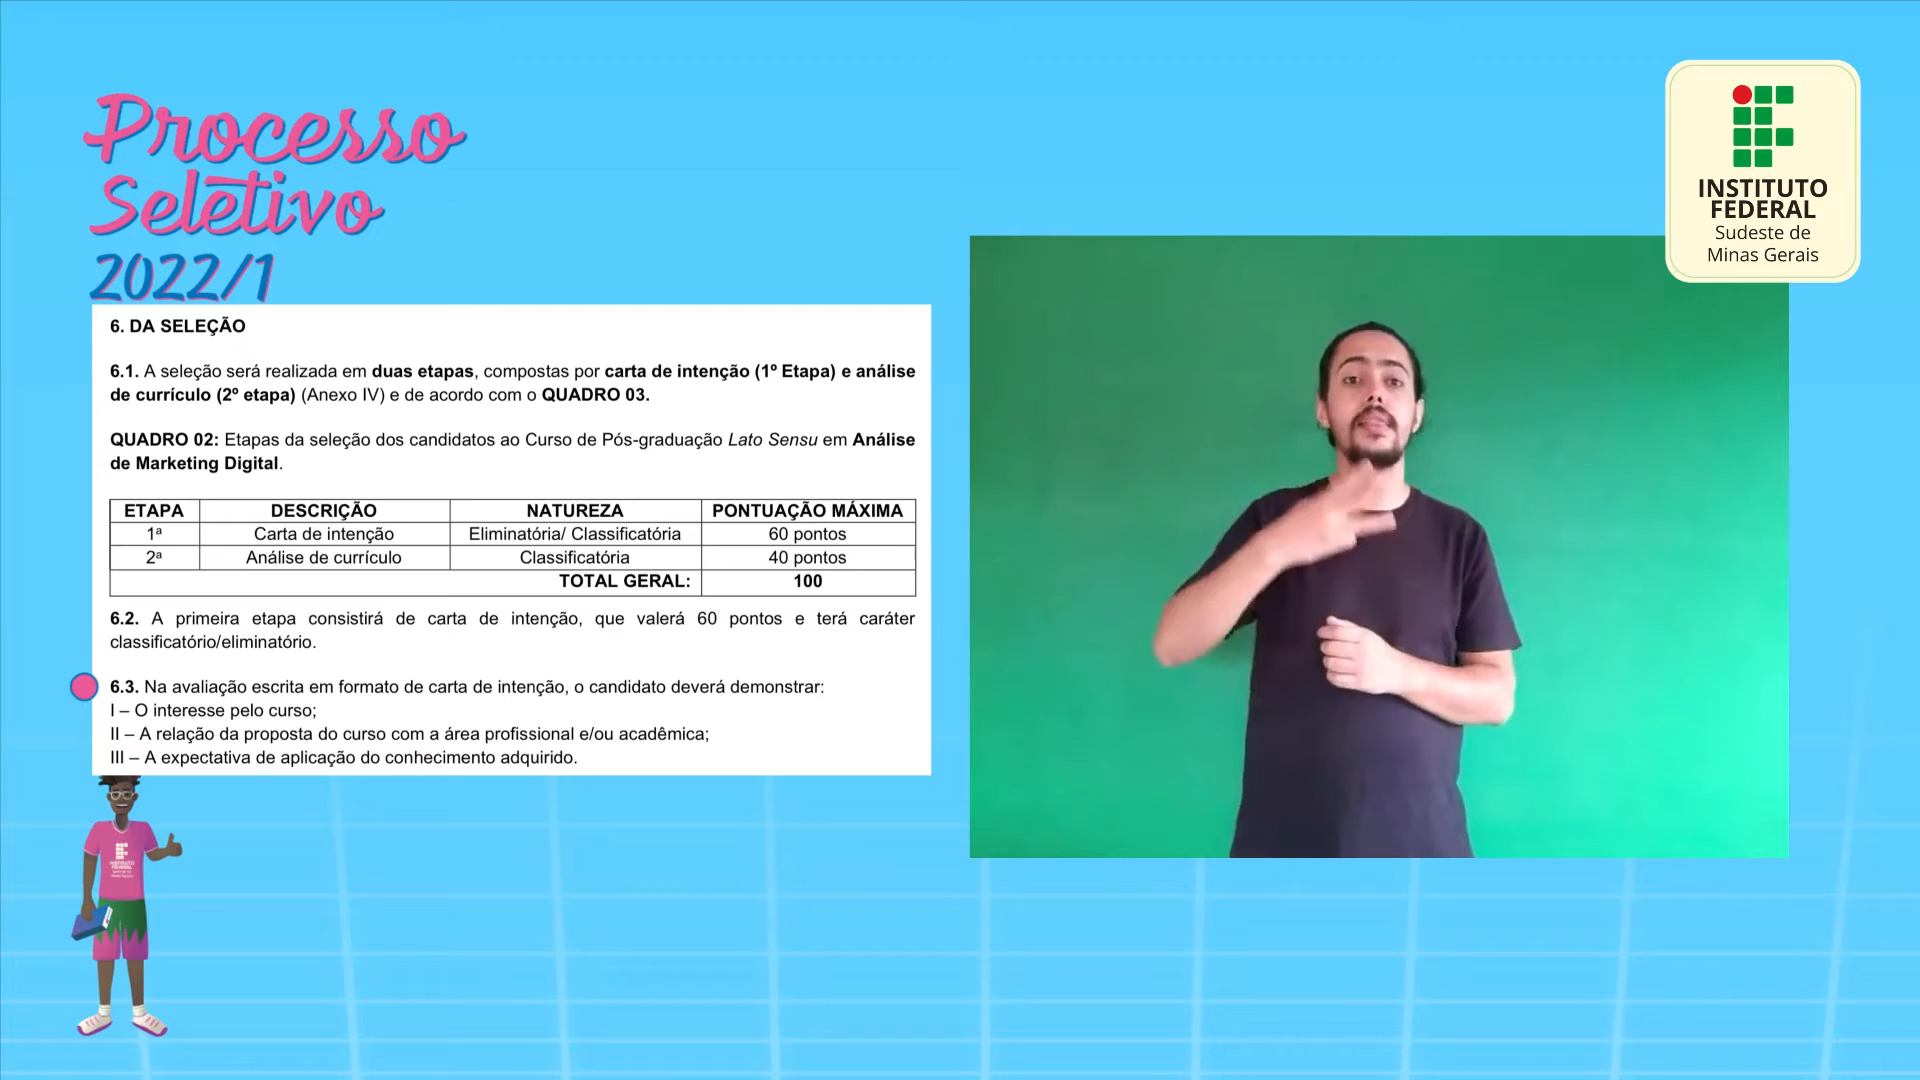 Processo
Seletivo
2022/1
INSTITUTO
FEDERAL
Sudeste de
Minas Gerais
6. DA SELEÇÃO
6.1. A seleção será realizada em duas etapas, compostas por carta de intenção (1º Etapa) e análise
de currículo (2º etapa) (Anexo IV) e de acordo com o QUADRO 03.
QUADRO 02: Etapas da seleção dos candidatos ao Curso de Pós-graduação Lato Sensu em Análise
de Marketing Digital.
ETAPA DESCRIÇÃO NATUREZA PONTUAÇÃO MÁXIMA
1ª Carta de intenção Eliminatória/ Classificatória 60 pontos
2ª Análise de currículo Classificatória 40 pontos
TOTAL GERAL: 100
6.2. A primeira etapa consistirá de carta de intenção, que valerá 60 pontos e terá caráter
classificatório/eliminatório.
6.3. Na avaliação escrita em formato de carta de intenção, o candidato deverá demonstrar:
I – O interesse pelo curso;
II – A relação da proposta do curso com a área profissional e/ou acadêmica;
III – A expectativa de aplicação do conhecimento adquirido.
INSTITUTO
FEDERAL